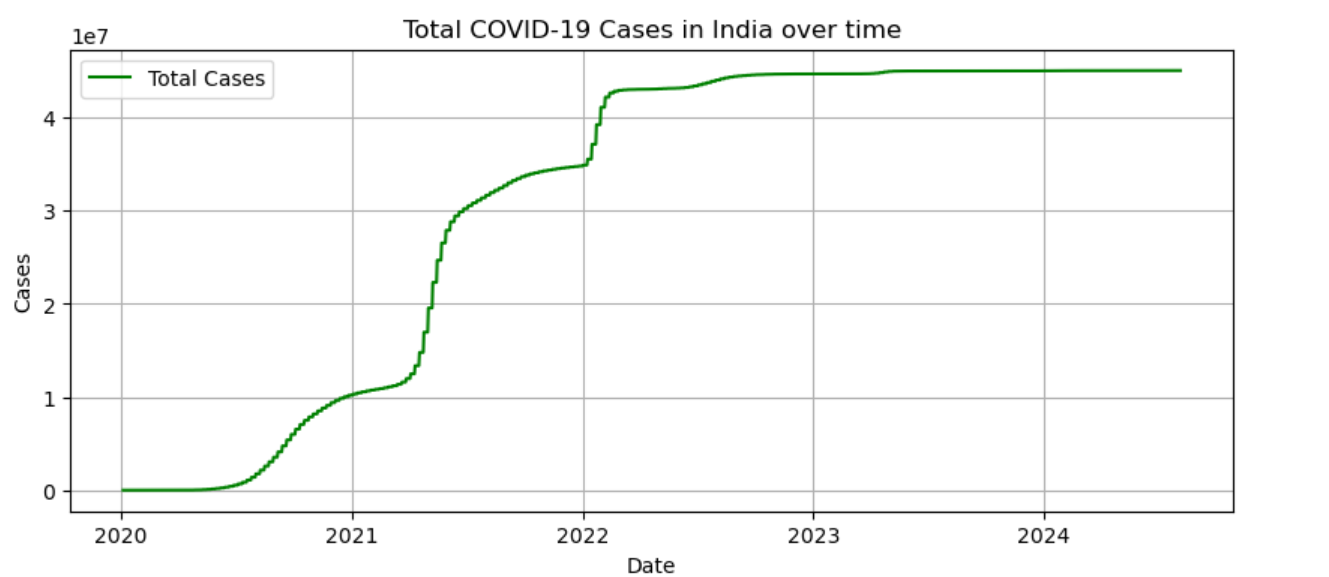 Total COVID-19 Cases in India over time
1e7
Total Cases
4
3
2
1
0
Cases
2020 2021 2022 2023 2024
Date